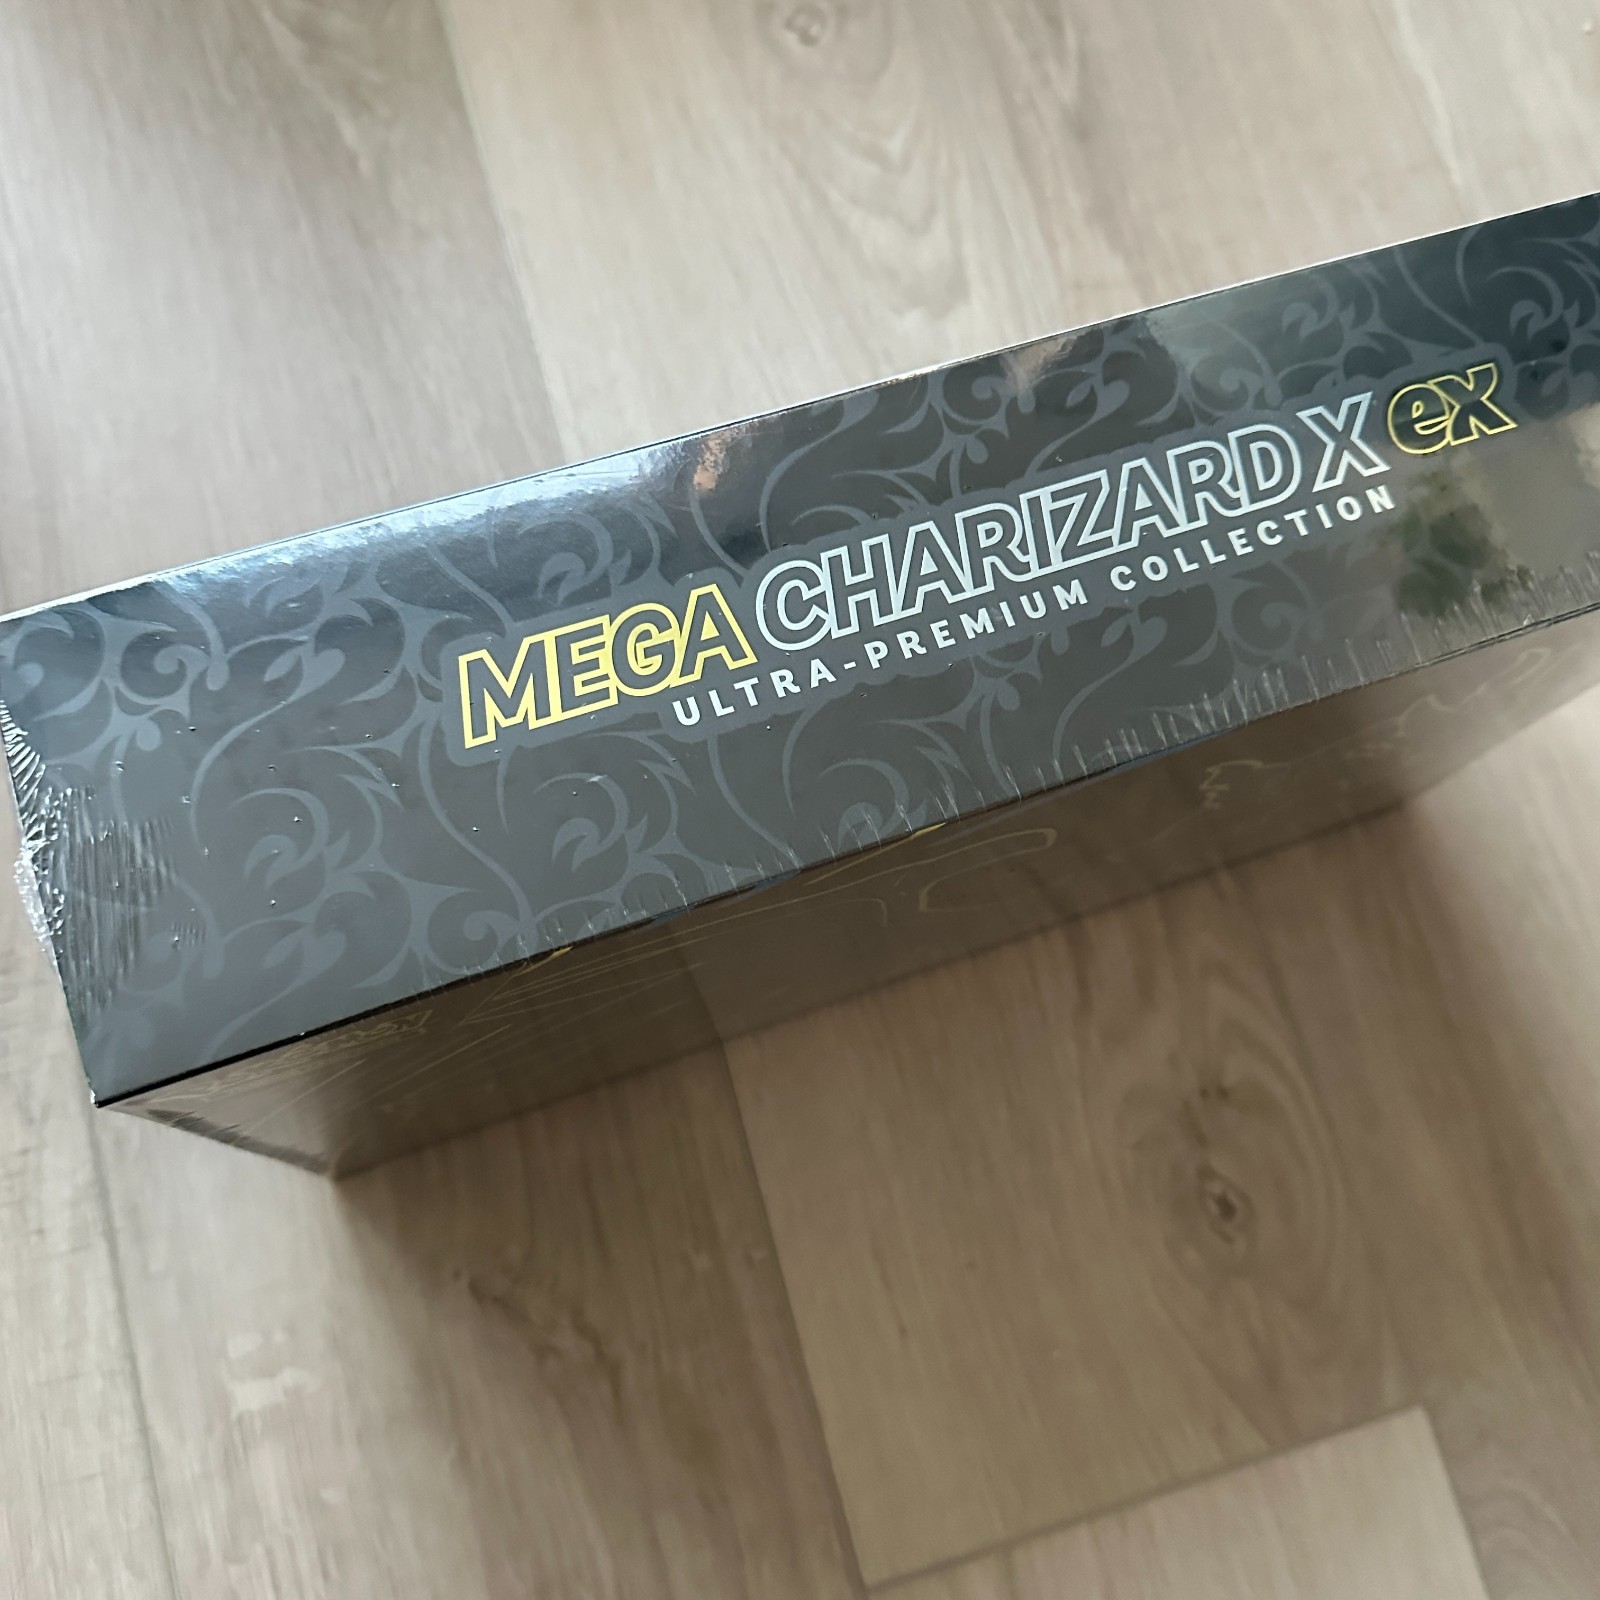 MEGA CHARIZARD X ex
ULTRA-PREMIUM COLLECTION